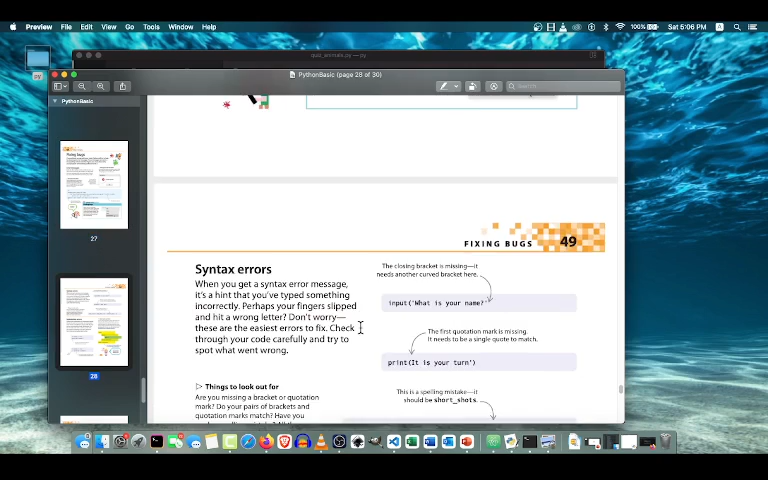 Preview File Edit View Go Tools Window Help
100% Sat 5:06 PM
quiz_animals.py — py
PythonBasic (page 28 of 30)
Search
py
PythonBasic
27
28
FIXING BUGS 49
Syntax errors
When you get a syntax error message,
it's a hint that you've typed something
incorrectly. Perhaps your fingers slipped
and hit a wrong letter? Don't worry—
these are the easiest errors to fix. Check
through your code carefully and try to
spot what went wrong.
▷ Things to look out for
Are you missing a bracket or quotation
mark? Do your pairs of brackets and
quotation marks match? Have you
The closing bracket is missing—it
needs another curved bracket here.
input('What is your name?'
The first quotation mark is missing.
It needs to be a single quote to match.
print(It is your turn')
This is a spelling mistake—it
should be short_shots.